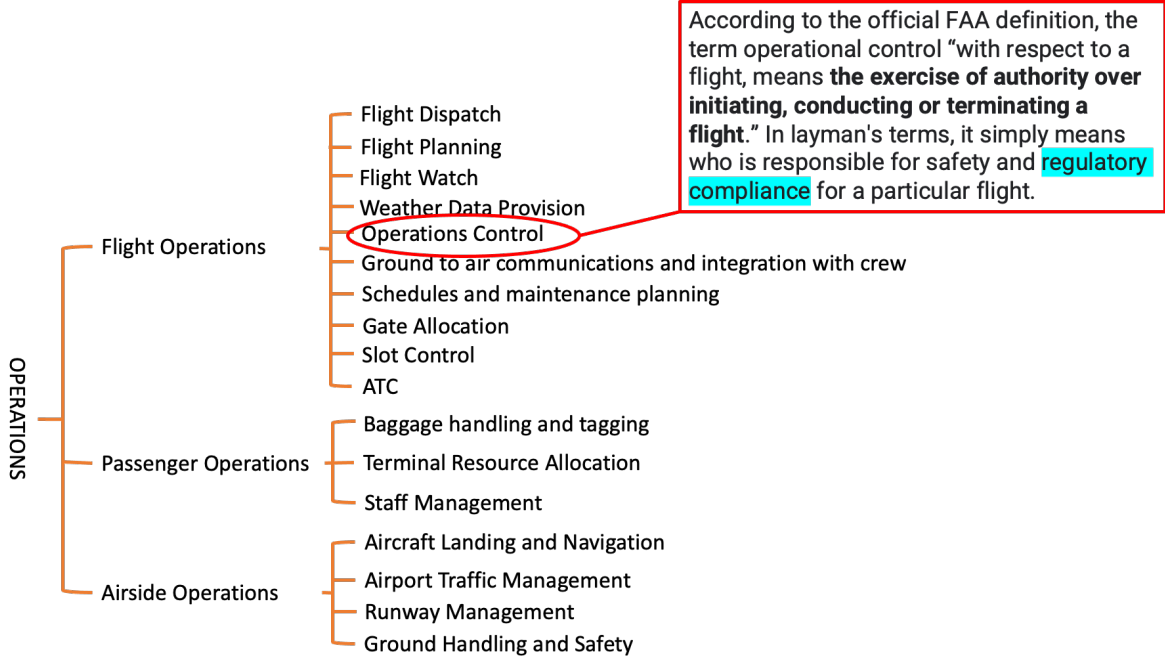 According to the official FAA definition, the
term operational control “with respect to a
flight, means the exercise of authority over
initiating, conducting or terminating a
flight.” In layman's terms, it simply means
who is responsible for safety and regulatory
compliance for a particular flight.
OPERATIONS
Flight Operations
Flight Dispatch
Flight Planning
Flight Watch
Weather Data Provision
Operations Control
Ground to air communications and integration with crew
Schedules and maintenance planning
Gate Allocation
Slot Control
ATC
Passenger Operations
Baggage handling and tagging
Terminal Resource Allocation
Staff Management
Airside Operations
Aircraft Landing and Navigation
Airport Traffic Management
Runway Management
Ground Handling and Safety